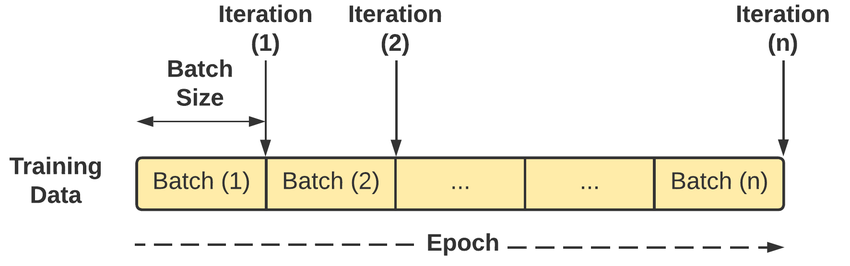 Iteration
(1)
Iteration
(2)
Iteration
(n)
Batch
Size
Training
Data
Batch (1)
Batch (2)
...
...
Batch (n)
Epoch